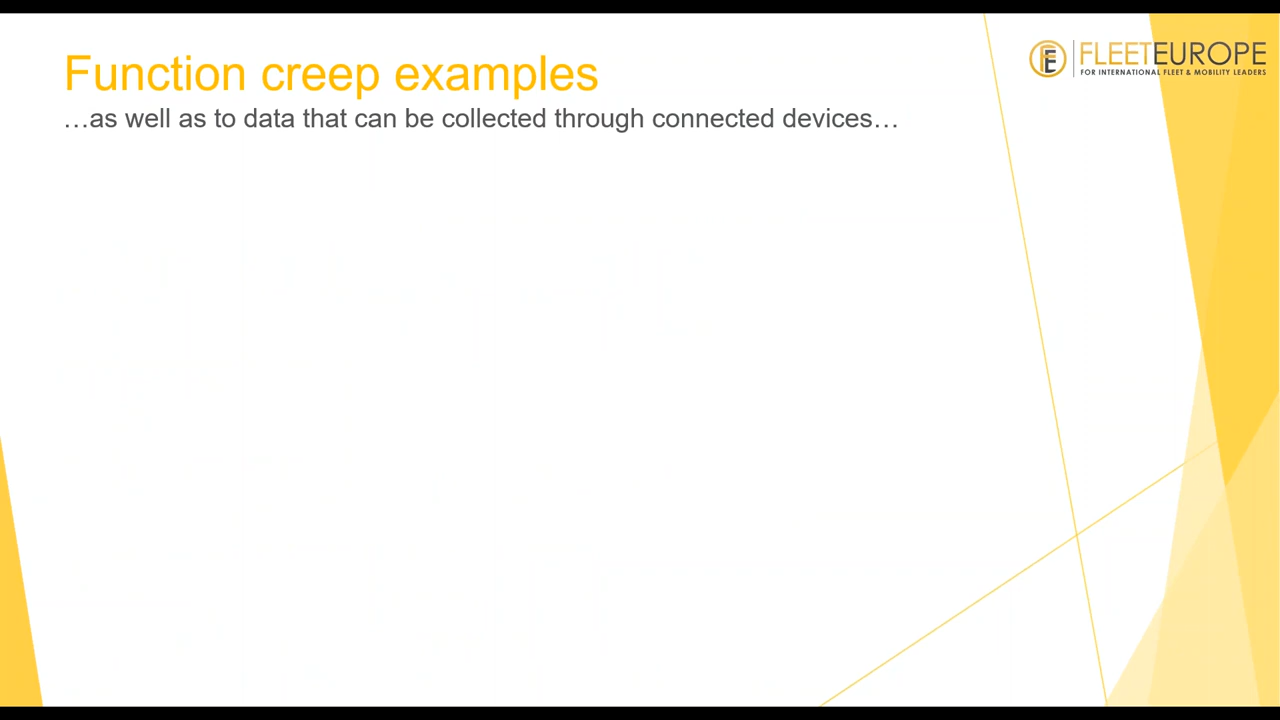 Function creep examples
…as well as to data that can be collected through connected devices…
FLEETEUROPE
FOR INTERNATIONAL FLEET & MOBILITY LEADERS